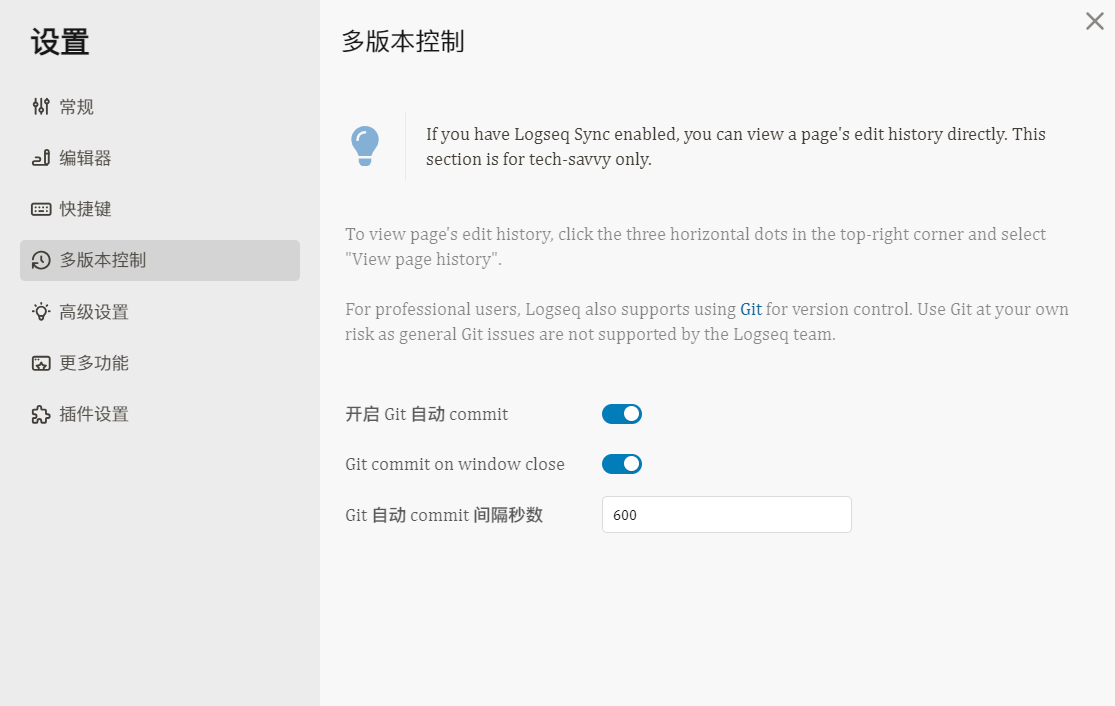 设置
常规
编辑器
快捷键
多版本控制
高级设置
更多功能
插件设置
多版本控制
If you have Logseq Sync enabled, you can view a page's edit history directly. This
section is for tech-savvy only.
To view page's edit history, click the three horizontal dots in the top-right corner and select
"View page history".
For professional users, Logseq also supports using Git for version control. Use Git at your own
risk as general Git issues are not supported by the Logseq team.
开启 Git 自动 commit
Git commit on window close
Git 自动 commit 间隔秒数
600